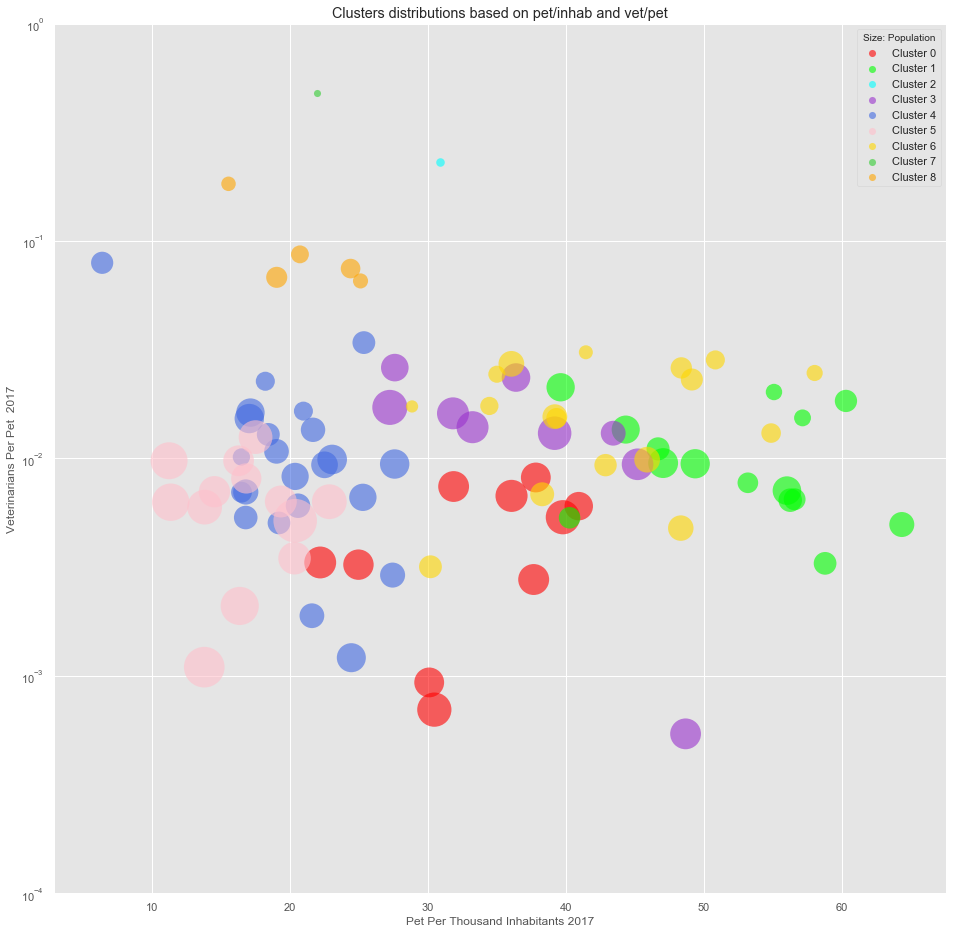 Clusters distributions based on pet/inhab and vet/pet
Size: Population
Cluster 0
Cluster 1
Cluster 2
Cluster 3
Cluster 4
Cluster 5
Cluster 6
Cluster 7
Cluster 8
10⁰
10⁻¹
10⁻²
10⁻³
10⁻⁴
Veterinarians Per Pet 2017
10 20 30 40 50 60
Pet Per Thousand Inhabitants 2017